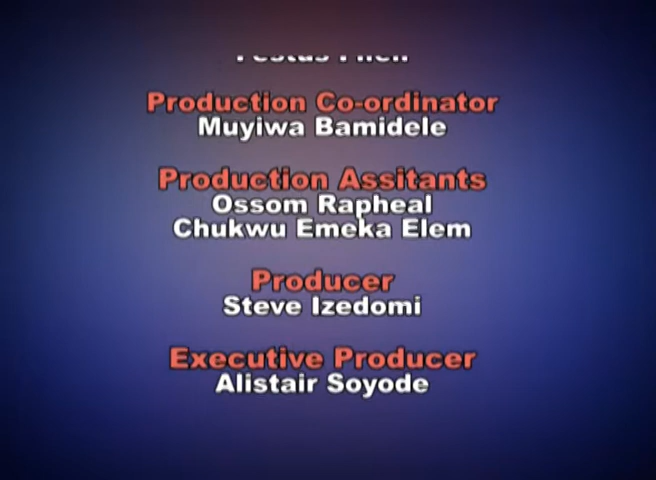 Production Co-ordinator
Muyiwa Bamidele
Production Assitants
Ossom Rapheal
Chukwu Emeka Elem
Producer
Steve Izedomi
Executive Producer
Alistair Soyode